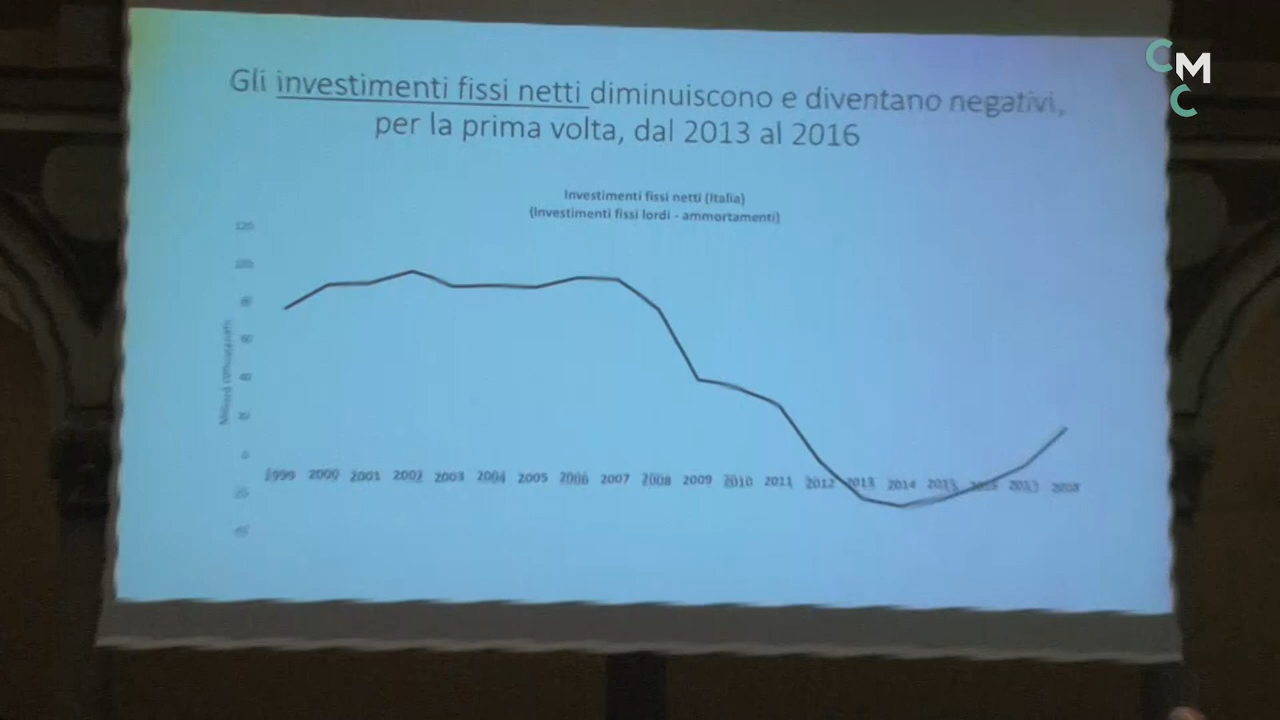 C
M
C
Gli investimenti fissi netti diminuiscono e diventano negativi,
per la prima volta, dal 2013 al 2016
Investimenti fissi netti (Italia)
(Investimenti fissi lordi - ammortamenti)
120
100
80
60
40
20
0
1999 2000 2001 2002 2003 2004 2005 2006 2007 2008 2009 2010 2011 2012 2013 2014 2015